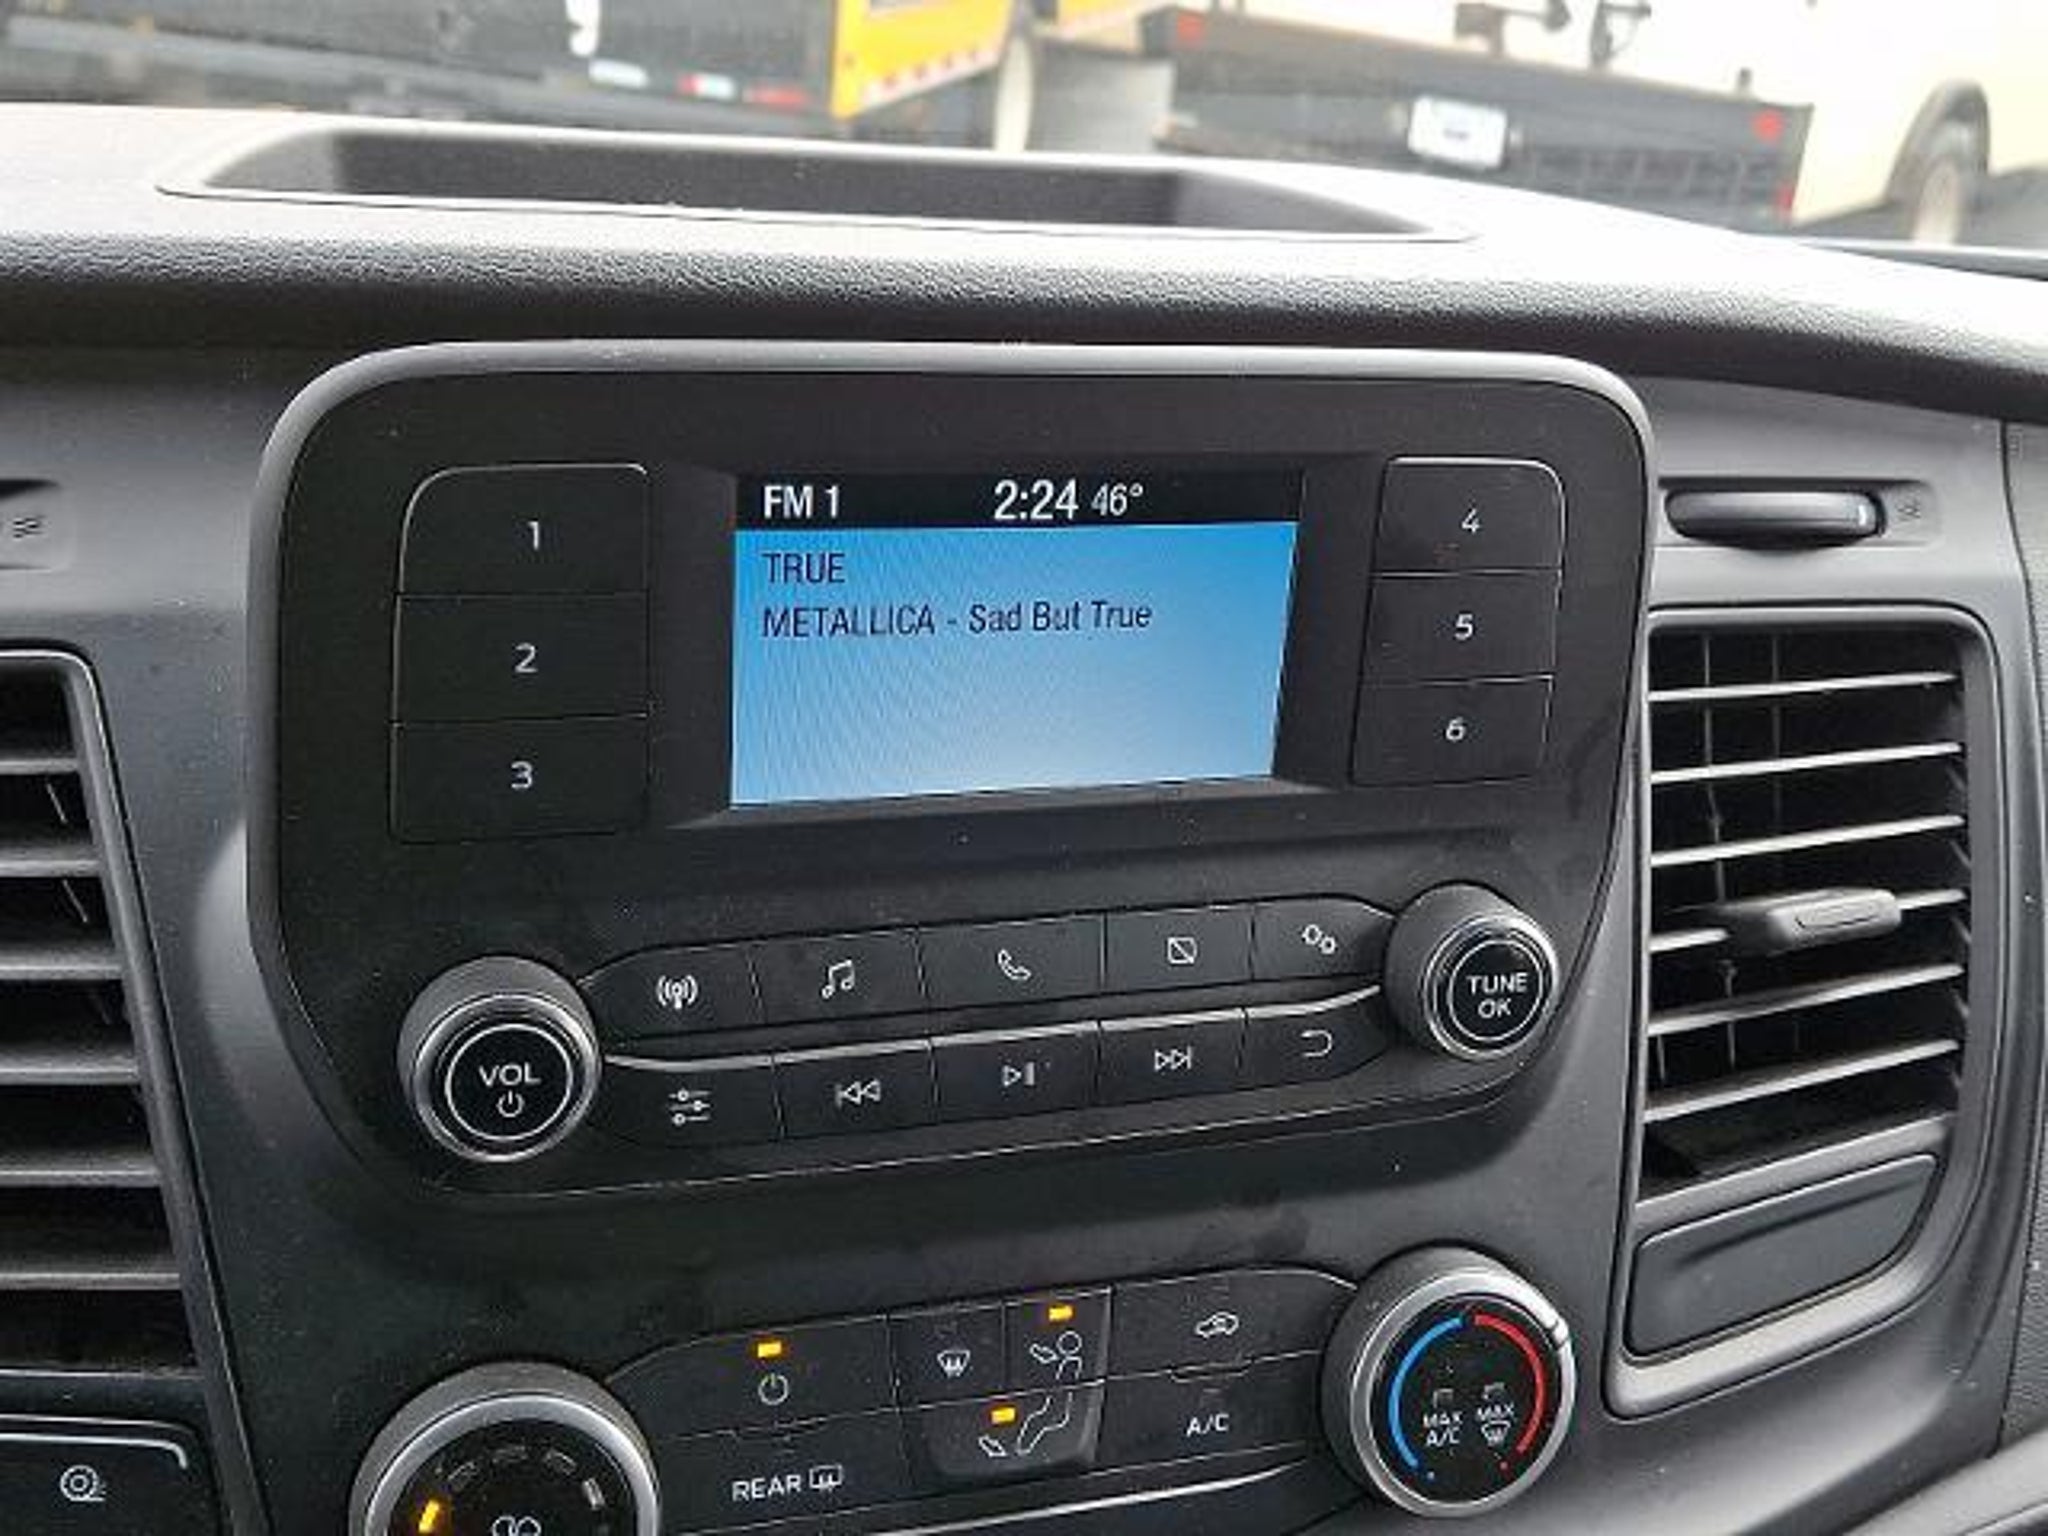 FM 1 2:24 46°
TRUE
METALLICA - Sad But True
1
2
3
4
5
6
VOL
TUNE
OK
REAR
A/C
MAX
A/C
MAX